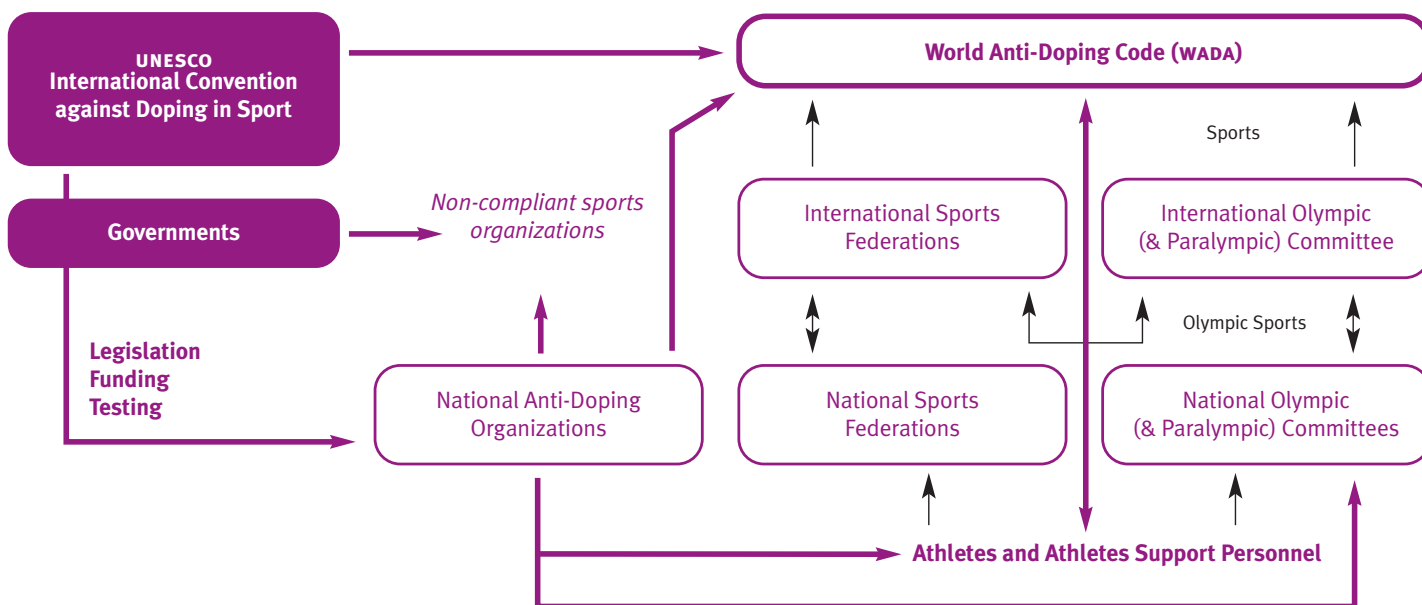 UNESCO
International Convention
against Doping in Sport
World Anti-Doping Code (WADA)
Sports
Governments
Non-compliant sports
organizations
International Sports
Federations
International Olympic
(& Paralympic) Committee
Olympic Sports
Legislation
Funding
Testing
National Anti-Doping
Organizations
National Sports
Federations
National Olympic
(& Paralympic) Committees
Athletes and Athletes Support Personnel